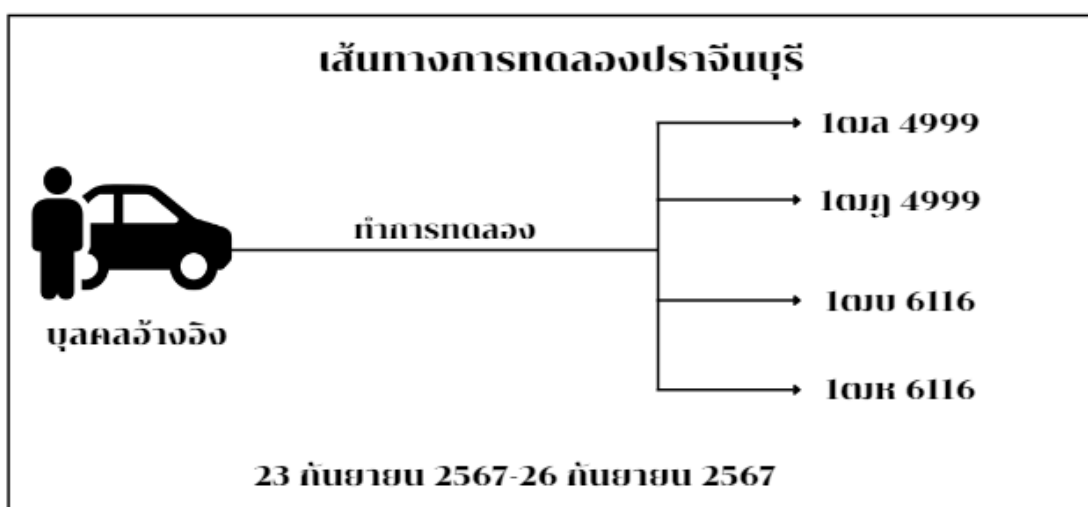 เส้นทางการทดลองปราจีนบุรี
1ฒล 4999
1ฒฎ 4999
ทำการทดลอง
1ฒบ 6116
1ฒห 6116
บุลคลอ้างอิง
23 กันยายน 2567-26 กันยายน 2567